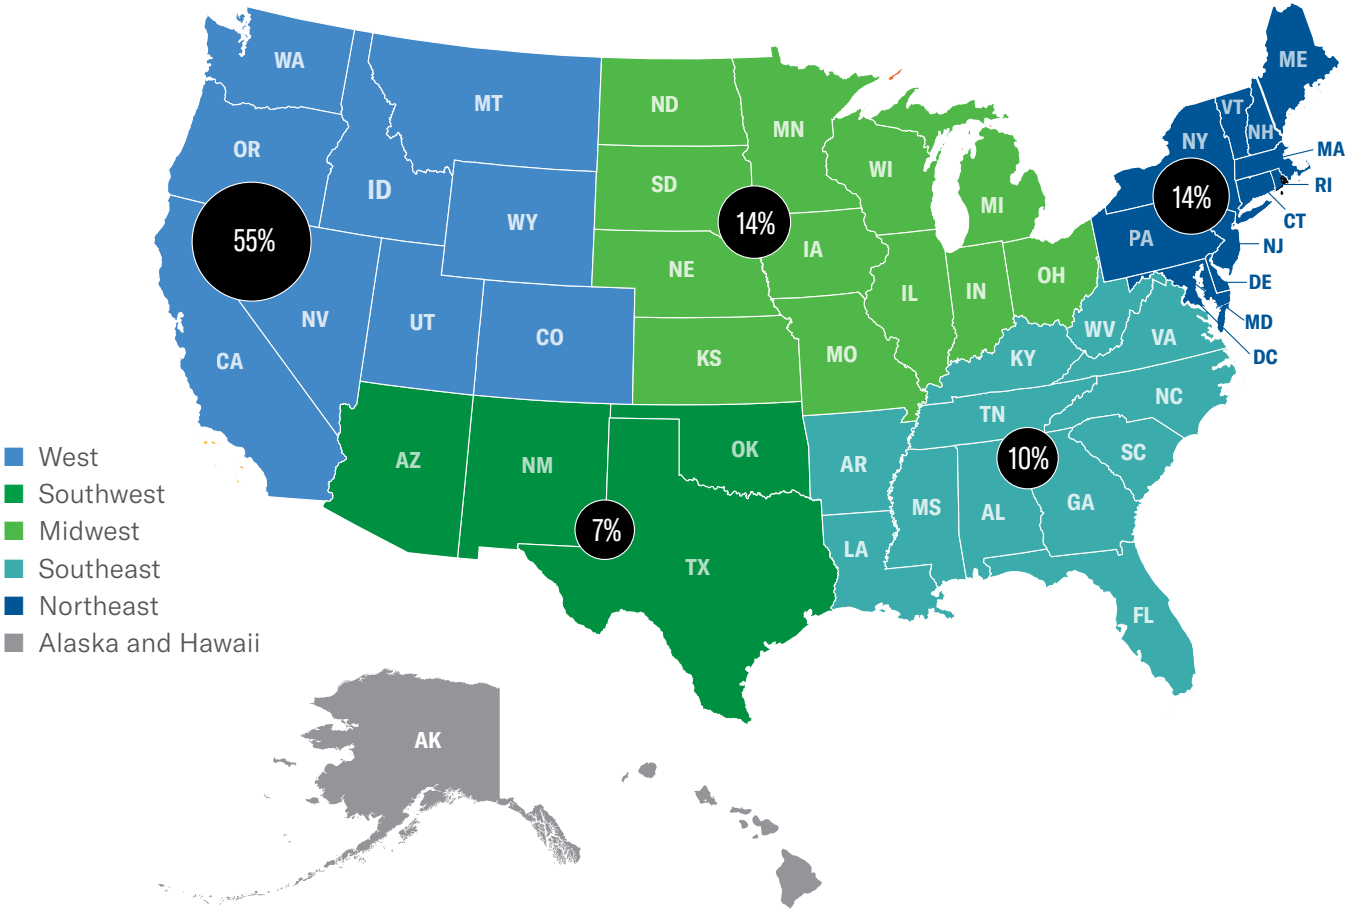 ME
WA
MT
ND
VT
MN
NH
NY
OR
MA
WI
SD
ID
RI
14%
MI
WY
14%
CT
55%
PA
NJ
IA
NE
OH
DE
IN
IL
NV
UT
MD
CO
WV
VA
MO
DC
KS
KY
CA
NC
TN
OK
SC
West
AZ
10%
NM
AR
Southwest
GA
MS
AL
7%
Midwest
LA
TX
Southeast
Northeast
FL
Alaska and Hawaii
AK